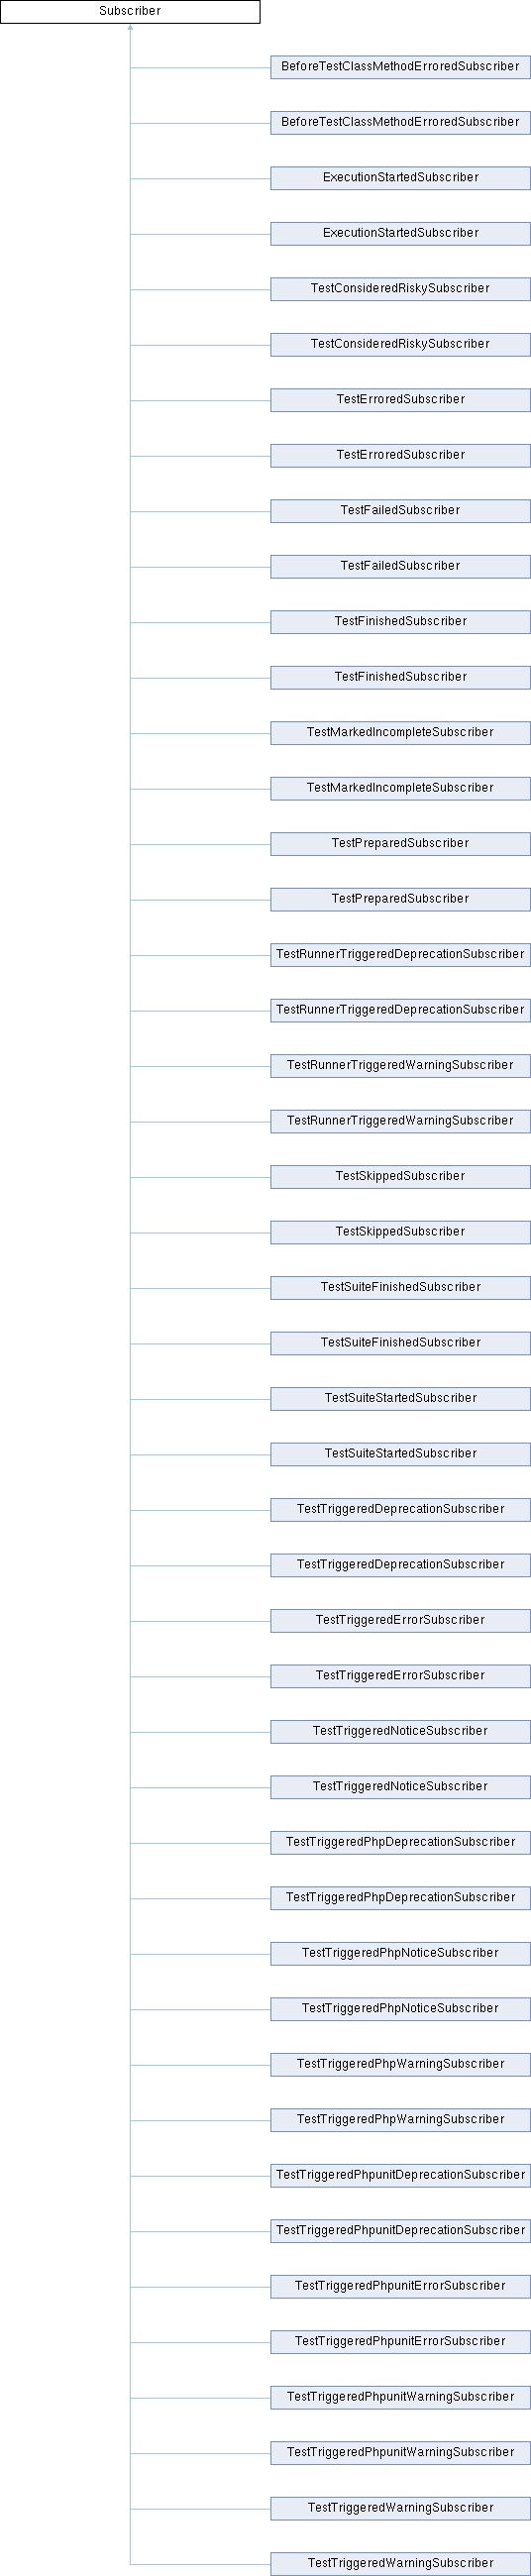 Subscriber
BeforeTestClassMethodErroredSubscriber
BeforeTestClassMethodErroredSubscriber
ExecutionStartedSubscriber
ExecutionStartedSubscriber
TestConsideredRiskySubscriber
TestConsideredRiskySubscriber
TestErroredSubscriber
TestErroredSubscriber
TestFailedSubscriber
TestFailedSubscriber
TestFinishedSubscriber
TestFinishedSubscriber
TestMarkedIncompleteSubscriber
TestMarkedIncompleteSubscriber
TestPreparedSubscriber
TestPreparedSubscriber
TestRunnerTriggeredDeprecationSubscriber
TestRunnerTriggeredDeprecationSubscriber
TestRunnerTriggeredWarningSubscriber
TestRunnerTriggeredWarningSubscriber
TestSkippedSubscriber
TestSkippedSubscriber
TestSuiteFinishedSubscriber
TestSuiteFinishedSubscriber
TestSuiteStartedSubscriber
TestSuiteStartedSubscriber
TestTriggeredDeprecationSubscriber
TestTriggeredDeprecationSubscriber
TestTriggeredErrorSubscriber
TestTriggeredErrorSubscriber
TestTriggeredNoticeSubscriber
TestTriggeredNoticeSubscriber
TestTriggeredPhpDeprecationSubscriber
TestTriggeredPhpDeprecationSubscriber
TestTriggeredPhpNoticeSubscriber
TestTriggeredPhpNoticeSubscriber
TestTriggeredPhpWarningSubscriber
TestTriggeredPhpWarningSubscriber
TestTriggeredPhpunitDeprecationSubscriber
TestTriggeredPhpunitDeprecationSubscriber
TestTriggeredPhpunitErrorSubscriber
TestTriggeredPhpunitErrorSubscriber
TestTriggeredPhpunitWarningSubscriber
TestTriggeredPhpunitWarningSubscriber
TestTriggeredWarningSubscriber
TestTriggeredWarningSubscriber